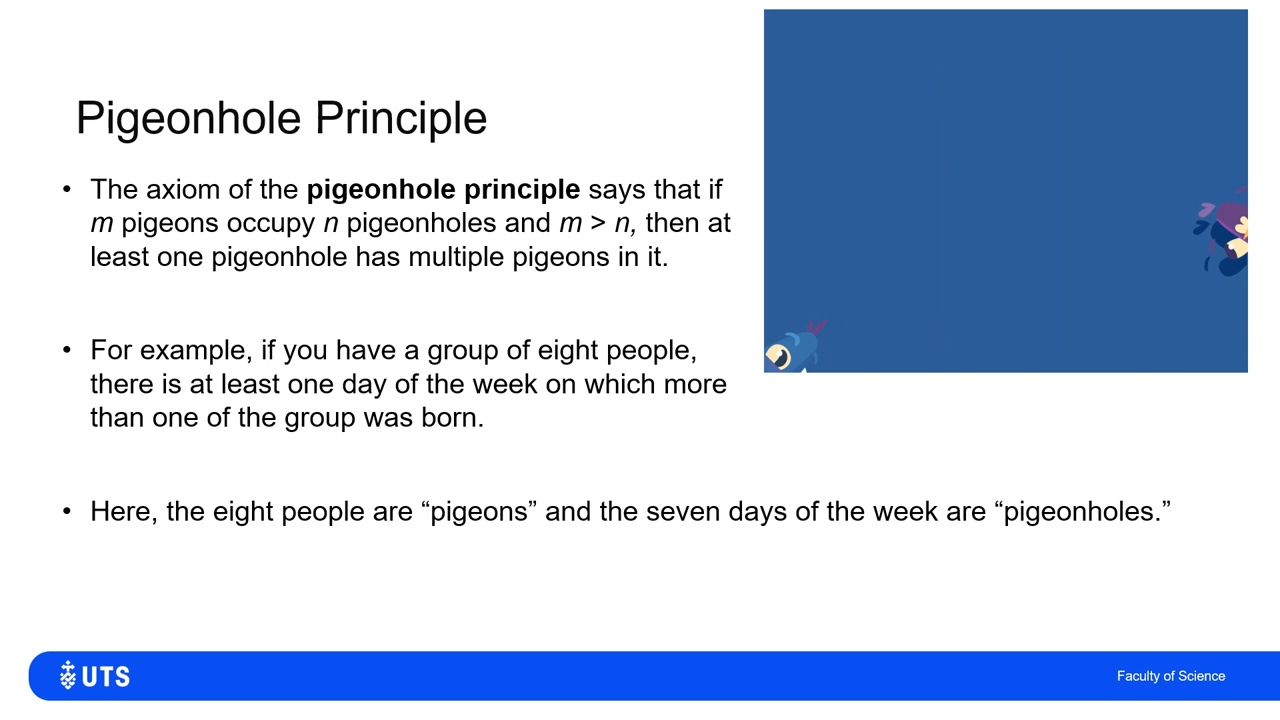 Pigeonhole Principle
• The axiom of the pigeonhole principle says that if
m pigeons occupy n pigeonholes and m > n, then at
least one pigeonhole has multiple pigeons in it.
• For example, if you have a group of eight people,
there is at least one day of the week on which more
than one of the group was born.
• Here, the eight people are “pigeons” and the seven days of the week are “pigeonholes.”
UTS
Faculty of Science